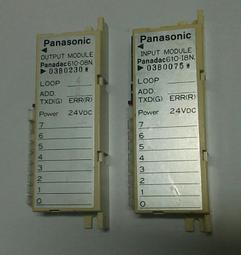 Panasonic
OUTPUT MODULE
Panadac610-08N
0380230
LOOP
ADD.
TXD(G) ERR(R)
Power 24VDC
7
6
5
4
3
2
1
0
Panasonic
INPUT MODULE
Panadac610-18N
0380075
LOOP
ADD.
TXD(G) ERR(R)
Power 24VDC
7
6
5
4
3
2
1
0